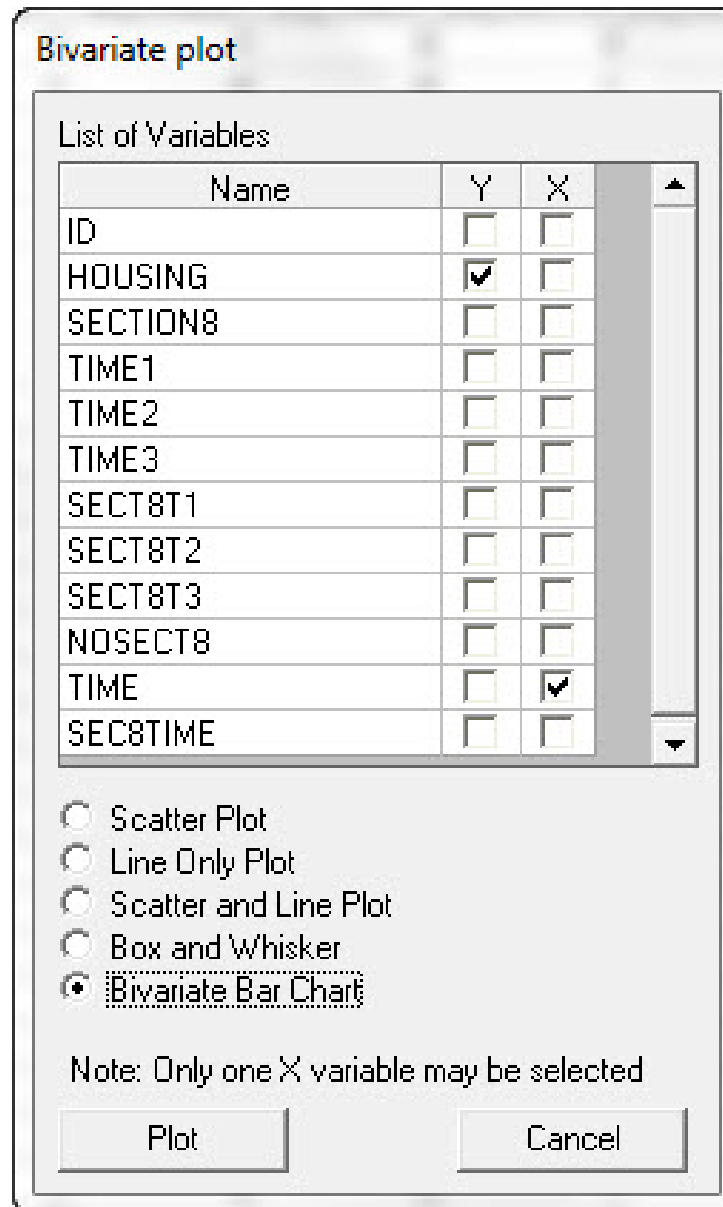 Bivariate plot
List of Variables
Name Y X
ID
HOUSING
SECTION8
TIME1
TIME2
TIME3
SECT8T1
SECT8T2
SECT8T3
NOSECT8
TIME
SEC8TIME
Scatter Plot
Line Only Plot
Scatter and Line Plot
Box and Whisker
Bivariate Bar Chart
Note: Only one X variable may be selected
Plot Cancel